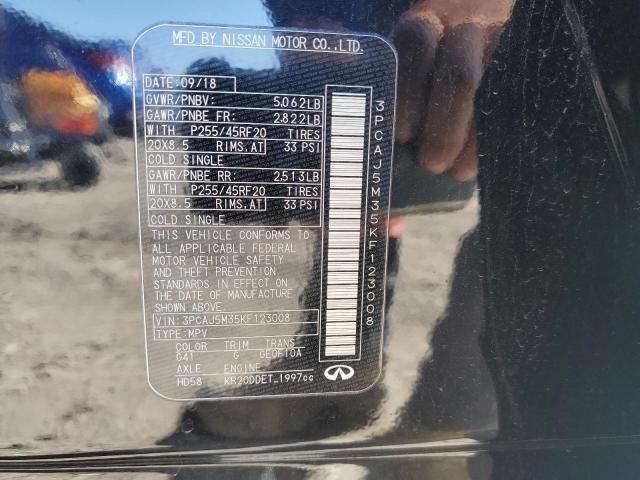 MFD BY NISSAN MOTOR CO.,LTD.
DATE: 09/18
GVWR/PNBV: 5.062LB
GAWR/PNBE FR: 2.822LB
WITH P255/45RF20 TIRES
20X8.5 RIMS.AT 33 PSI
COLD SINGLE
GAWR/PNBE RR: 2.513LB
WITH P255/45RF20 TIRES
20X8.5 RIMS.AT 33 PSI
COLD SINGLE
THIS VEHICLE CONFORMS TO
ALL APPLICABLE FEDERAL
MOTOR VEHICLE SAFETY
AND THEFT PREVENTION
STANDARDS IN EFFECT ON
THE DATE OF MANUFACTURE
SHOWN ABOVE
VIN: 3PCAJ5M35KF123008
TYPE: MPV
COLOR TRIM TRANS
G41 G GE0F10A
AXLE ENGINE
HD58 KR20DDET 1997cc
3PCAJ5M35KF123008